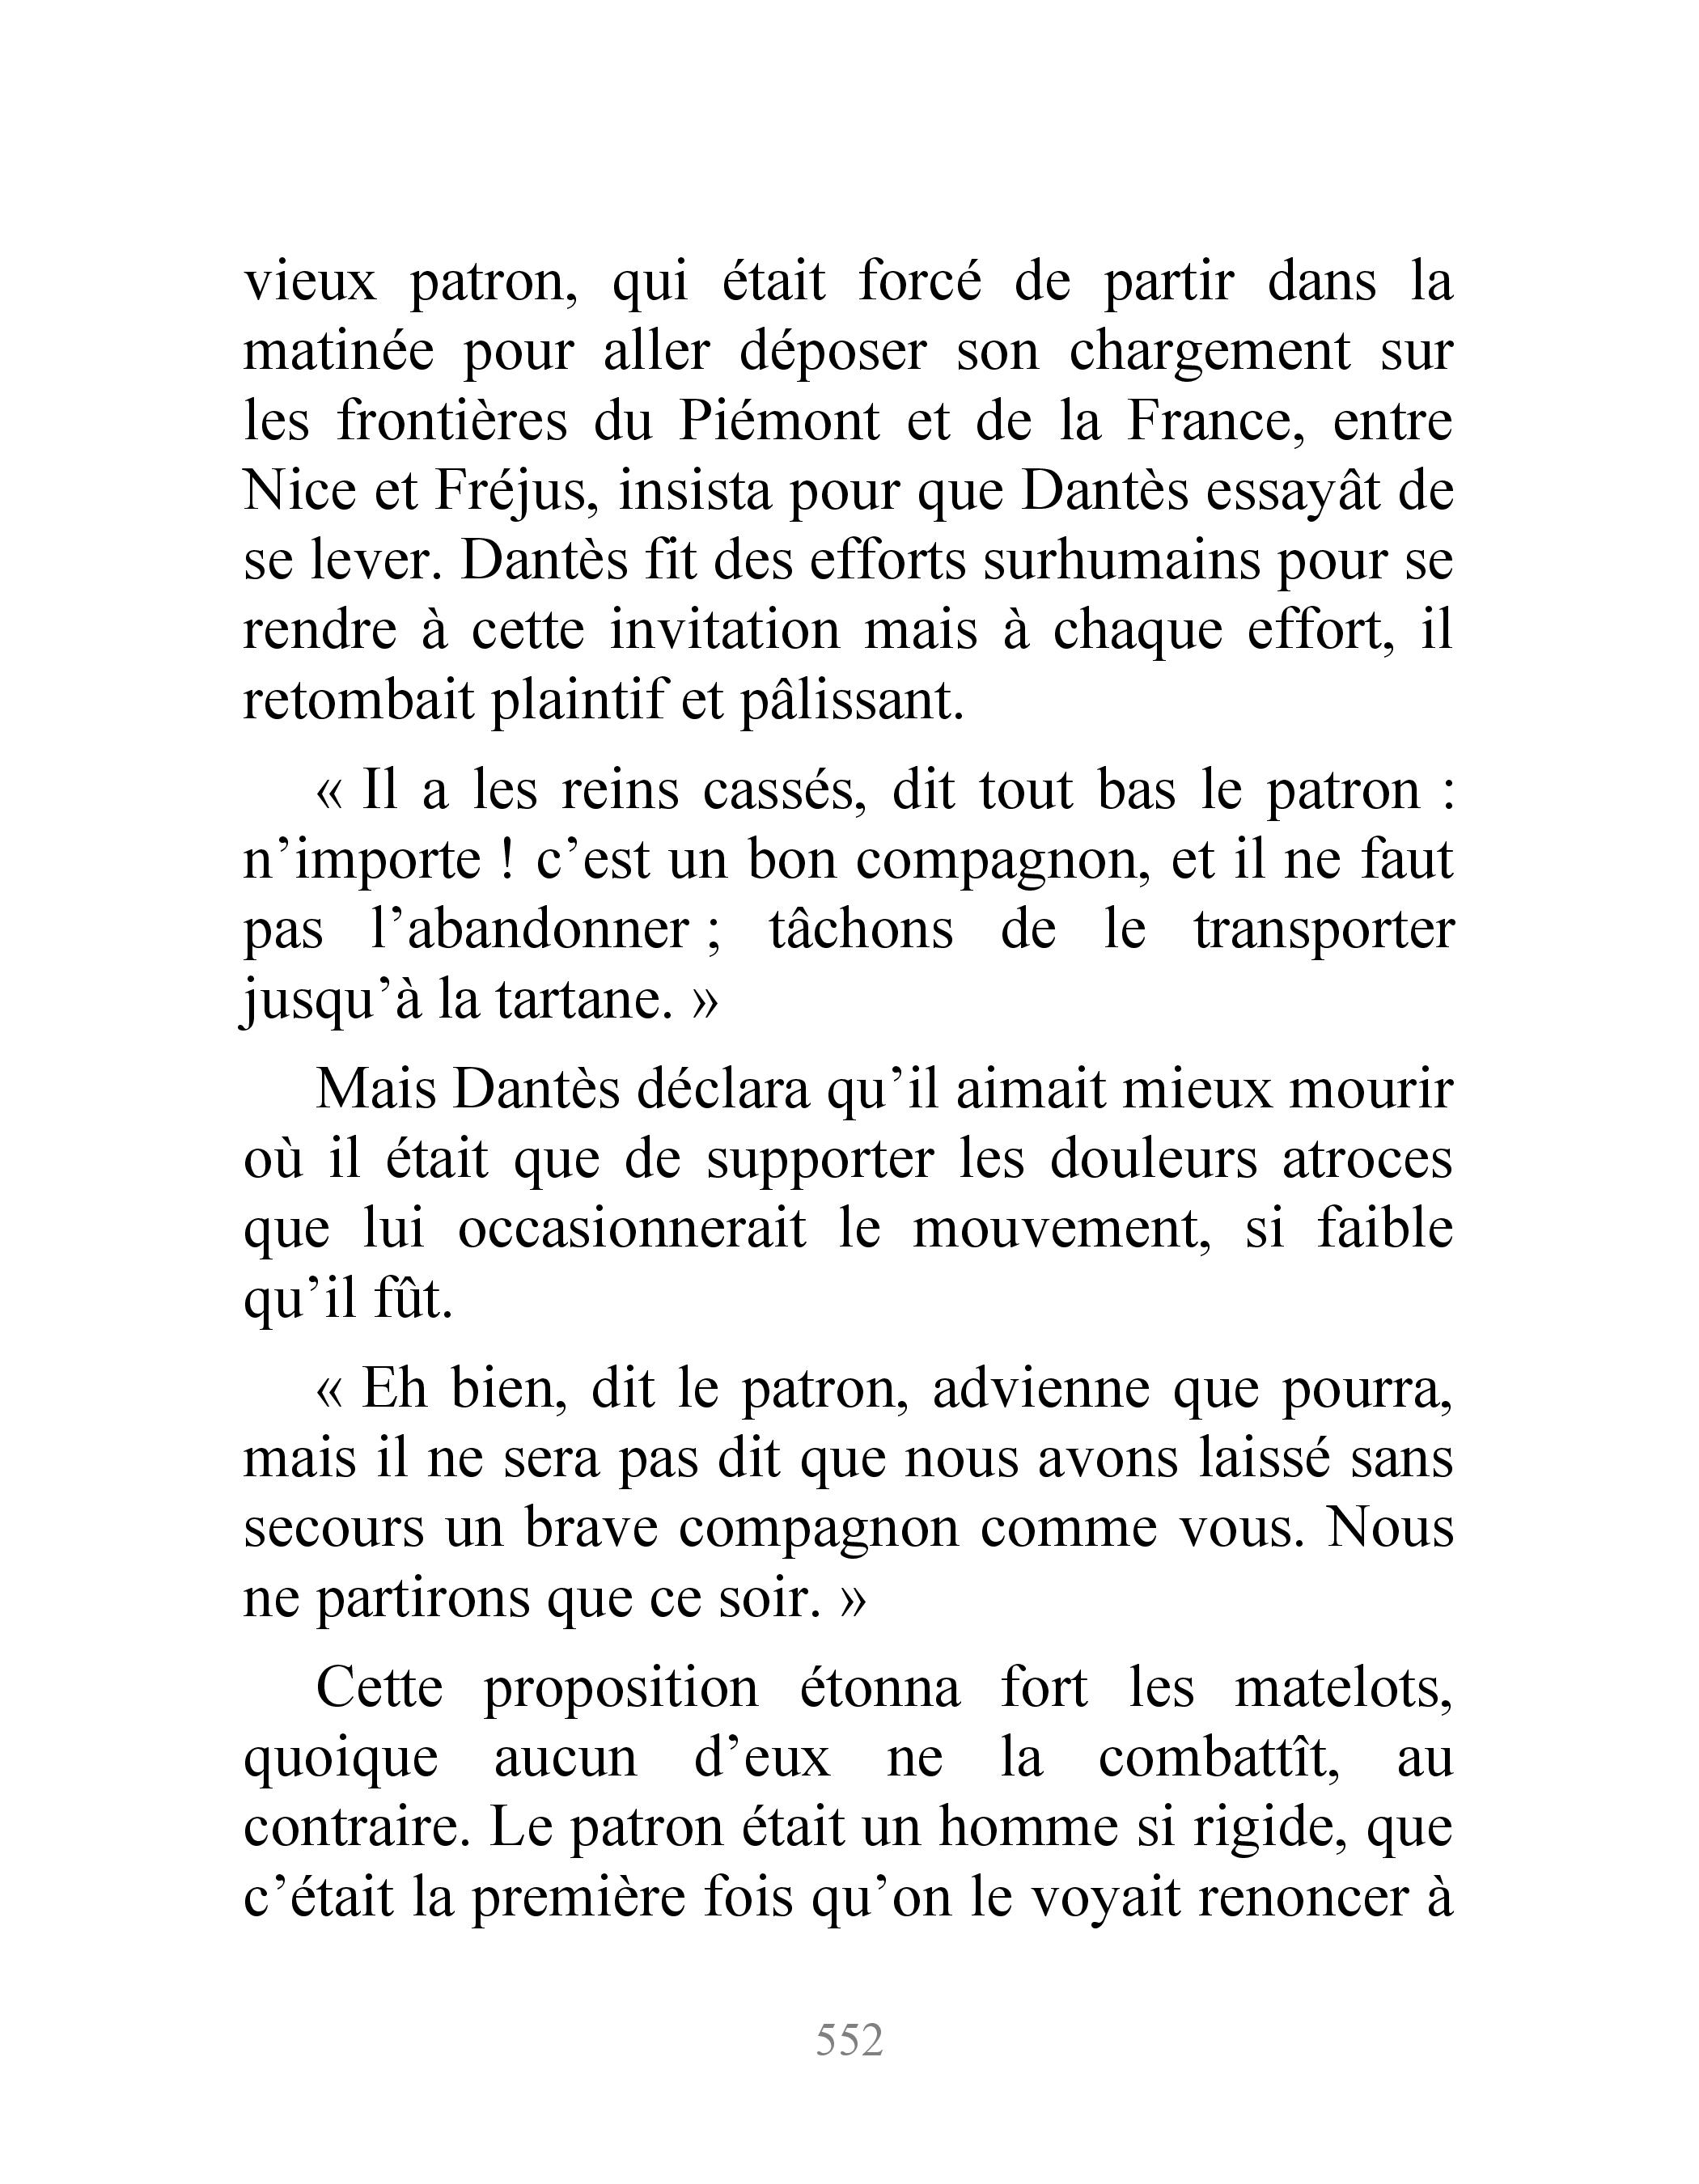 vieux patron, qui était forcé de partir dans la
matinée pour aller déposer son chargement sur
les frontières du Piémont et de la France, entre
Nice et Fréjus, insista pour que Dantès essayât de
se lever. Dantès fit des efforts surhumains pour se
rendre à cette invitation mais à chaque effort, il
retombait plaintif et pâlissant.
« Il a les reins cassés, dit tout bas le patron :
n’importe ! c’est un bon compagnon, et il ne faut
pas l’abandonner ; tâchons de le transporter
jusqu’à la tartane. »
Mais Dantès déclara qu’il aimait mieux mourir
où il était que de supporter les douleurs atroces
que lui occasionnerait le mouvement, si faible
qu’il fût.
« Eh bien, dit le patron, advienne que pourra,
mais il ne sera pas dit que nous avons laissé sans
secours un brave compagnon comme vous. Nous
ne partirons que ce soir. »
Cette proposition étonna fort les matelots,
quoique aucun d’eux ne la combattît, au
contraire. Le patron était un homme si rigide, que
c’était la première fois qu’on le voyait renoncer à
552